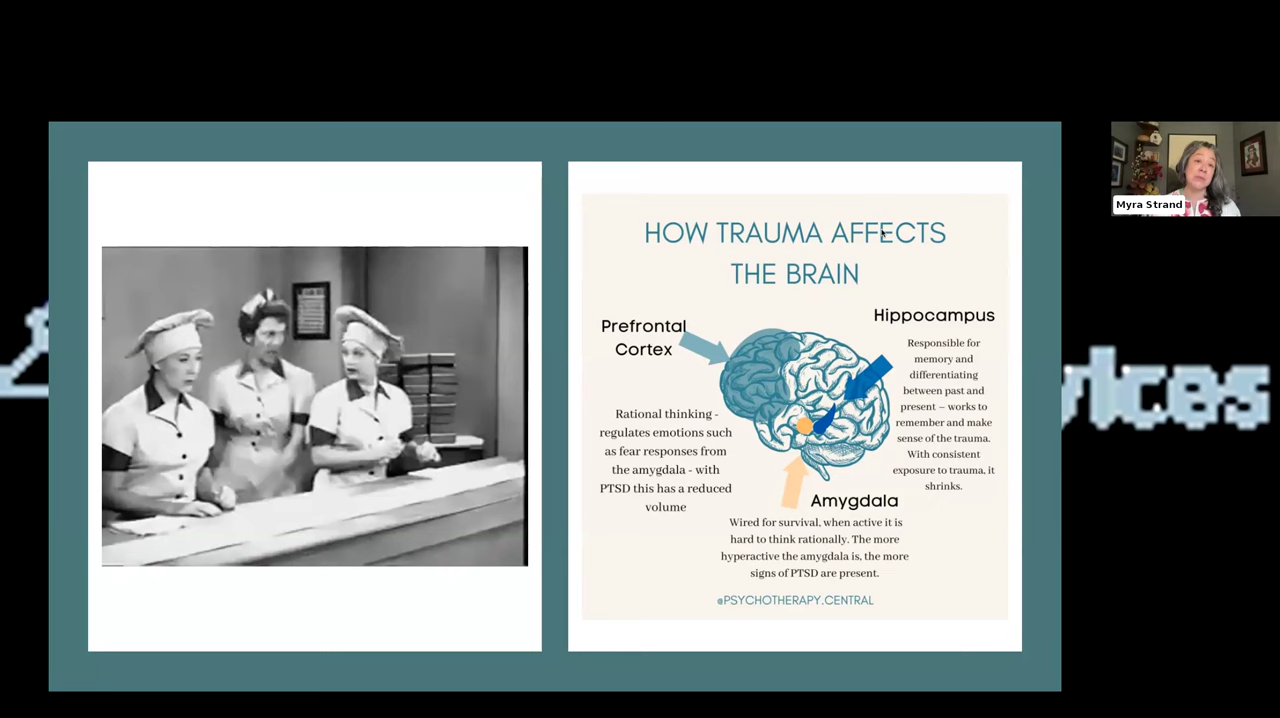 HOW TRAUMA AFFECTS
THE BRAIN
Prefrontal
Cortex
Rational thinking -
regulates emotions such
as fear responses from
the amygdala - with
PTSD this has a reduced
volume
Hippocampus
Responsible for
memory and
differentiating
between past and
present – works to
remember and make
sense of the trauma.
With consistent
exposure to trauma, it
shrinks.
Amygdala
Wired for survival, when active it is
hard to think rationally. The more
hyperactive the amygdala is, the more
signs of PTSD are present.
@PSYCHOTHERAPY.CENTRAL
Myra Strand